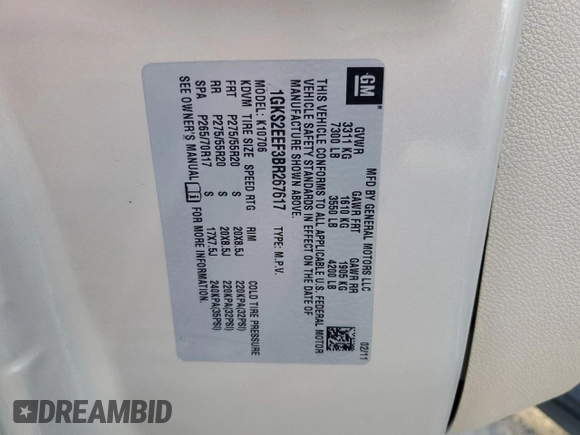 GM
MFD BY GENERAL MOTORS LLC
GVWR GAWR FRT GAWR RR
3311 KG 1610 KG 1905 KG
7300 LB 3550 LB 4200 LB
THIS VEHICLE CONFORMS TO ALL APPLICABLE U.S. FEDERAL MOTOR
VEHICLE SAFETY STANDARDS IN EFFECT ON THE DATE OF
MANUFACTURE SHOWN ABOVE.
1GKS2EEF3BR267617 TYPE: M.P.V.
02/11
MODEL: K10706
KDVM TIRE SIZE SPEED RTG RIM COLD TIRE PRESSURE
FRT P275/55R20 S 20X8.5J 220KPA(32PSI)
RR P275/55R20 S 20X8.5J 220KPA(32PSI)
SPA P265/70R17 S 17X7.5J 240KPA(35PSI)
SEE OWNER'S MANUAL FOR MORE INFORMATION.
DREAMBID